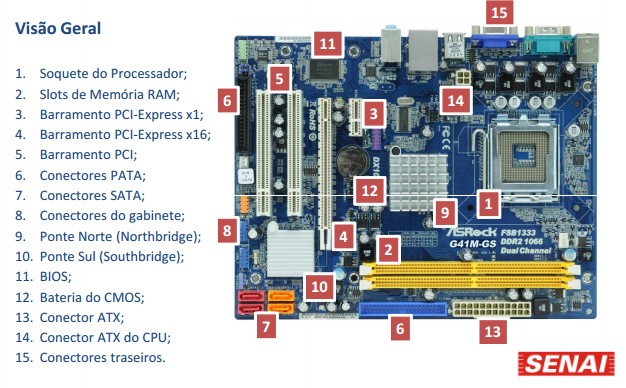 Visão Geral
1. Soquete do Processador;
2. Slots de Memória RAM;
3. Barramento PCI-Express x1;
4. Barramento PCI-Express x16;
5. Barramento PCI;
6. Conectores PATA;
7. Conectores SATA;
8. Conectores do gabinete;
9. Ponte Norte (Northbridge);
10. Ponte Sul (Southbridge);
11. BIOS;
12. Bateria do CMOS;
13. Conector ATX;
14. Conector ATX do CPU;
15. Conectores traseiros.
15
11
5
6
3
14
RoHS
FC
12
1
9
8
4
2
ASRock
G41M-GS
FSB1333
DDR2 1066
Dual Channel
10
7
6
13
SENAI